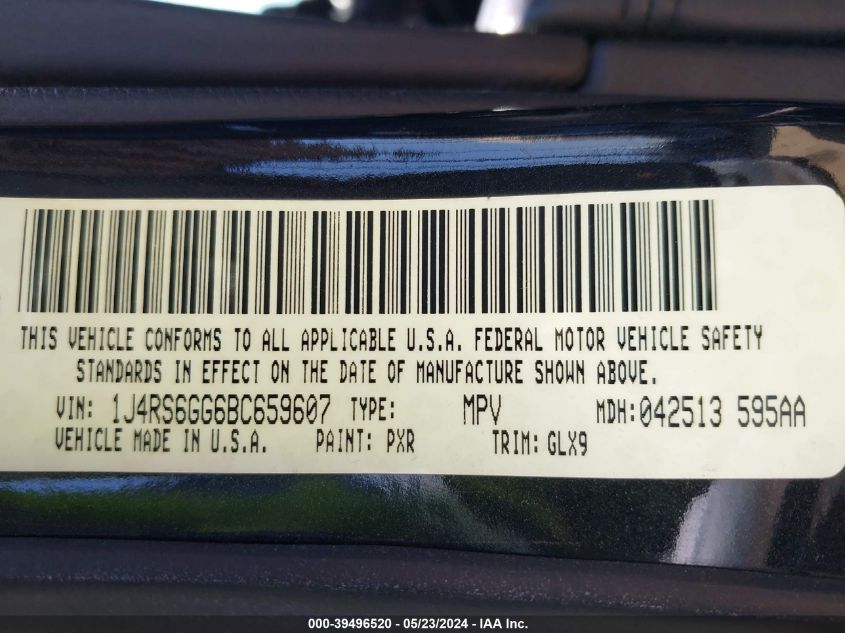 THIS VEHICLE CONFORMS TO ALL APPLICABLE U.S.A. FEDERAL MOTOR VEHICLE SAFETY
STANDARDS IN EFFECT ON THE DATE OF MANUFACTURE SHOWN ABOVE.
VIN: 1J4RS6GG6BC659607 TYPE: MPV MDH:042513 595AA
VEHICLE MADE IN U.S.A. PAINT: PXR TRIM: GLX9
000-39496520 / 05/23/2024 - IAA Inc.